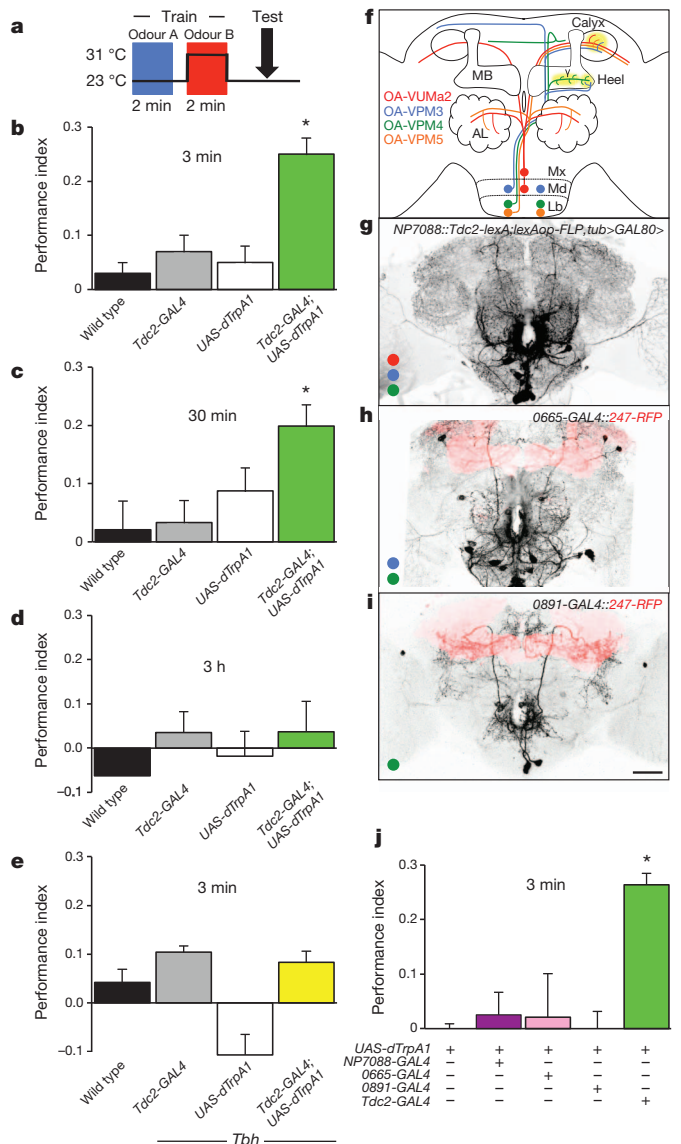 a
— Train —
Test
Odour A
Odour B
31 °C
23 °C
2 min
2 min
b
Performance index
0.3
0.2
0.1
0
3 min
*
Wild type
Tdc2-GAL4
UAS-dTrpA1
Tdc2-GAL4;
UAS-dTrpA1
c
Performance index
0.3
0.2
0.1
0
30 min
*
Wild type
Tdc2-GAL4
UAS-dTrpA1
Tdc2-GAL4;
UAS-dTrpA1
d
Performance index
0.3
0.2
0.1
0.0
−0.1
3 h
Wild type
Tdc2-GAL4
UAS-dTrpA1
Tdc2-GAL4;
UAS-dTrpA1
e
Performance index
0.3
0.2
0.1
0.0
−0.1
3 min
Wild type
Tdc2-GAL4
UAS-dTrpA1
Tdc2-GAL4;
UAS-dTrpA1
Tbh
f
Calyx
MB
γ
Heel
OA-VUMa2
OA-VPM3
OA-VPM4
OA-VPM5
AL
Mx
Md
Lb
g
NP7088::Tdc2-lexA;lexAop-FLP,tub>GAL80>
h
0665-GAL4::247-RFP
i
0891-GAL4::247-RFP
j
Performance index
0.3
0.2
0.1
0
3 min
*
UAS-dTrpA1 + + + + +
NP7088-GAL4 − + − − −
0665-GAL4 − − + − −
0891-GAL4 − − − + −
Tdc2-GAL4 − − − − +